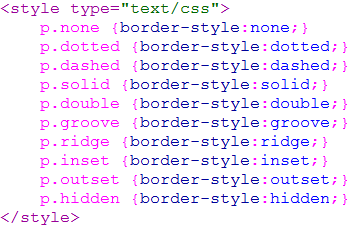 <style type="text/css">
p.none {border-style:none;}
p.dotted {border-style:dotted;}
p.dashed {border-style:dashed;}
p.solid {border-style:solid;}
p.double {border-style:double;}
p.groove {border-style:groove;}
p.ridge {border-style:ridge;}
p.inset {border-style:inset;}
p.outset {border-style:outset;}
p.hidden {border-style:hidden;}
</style>